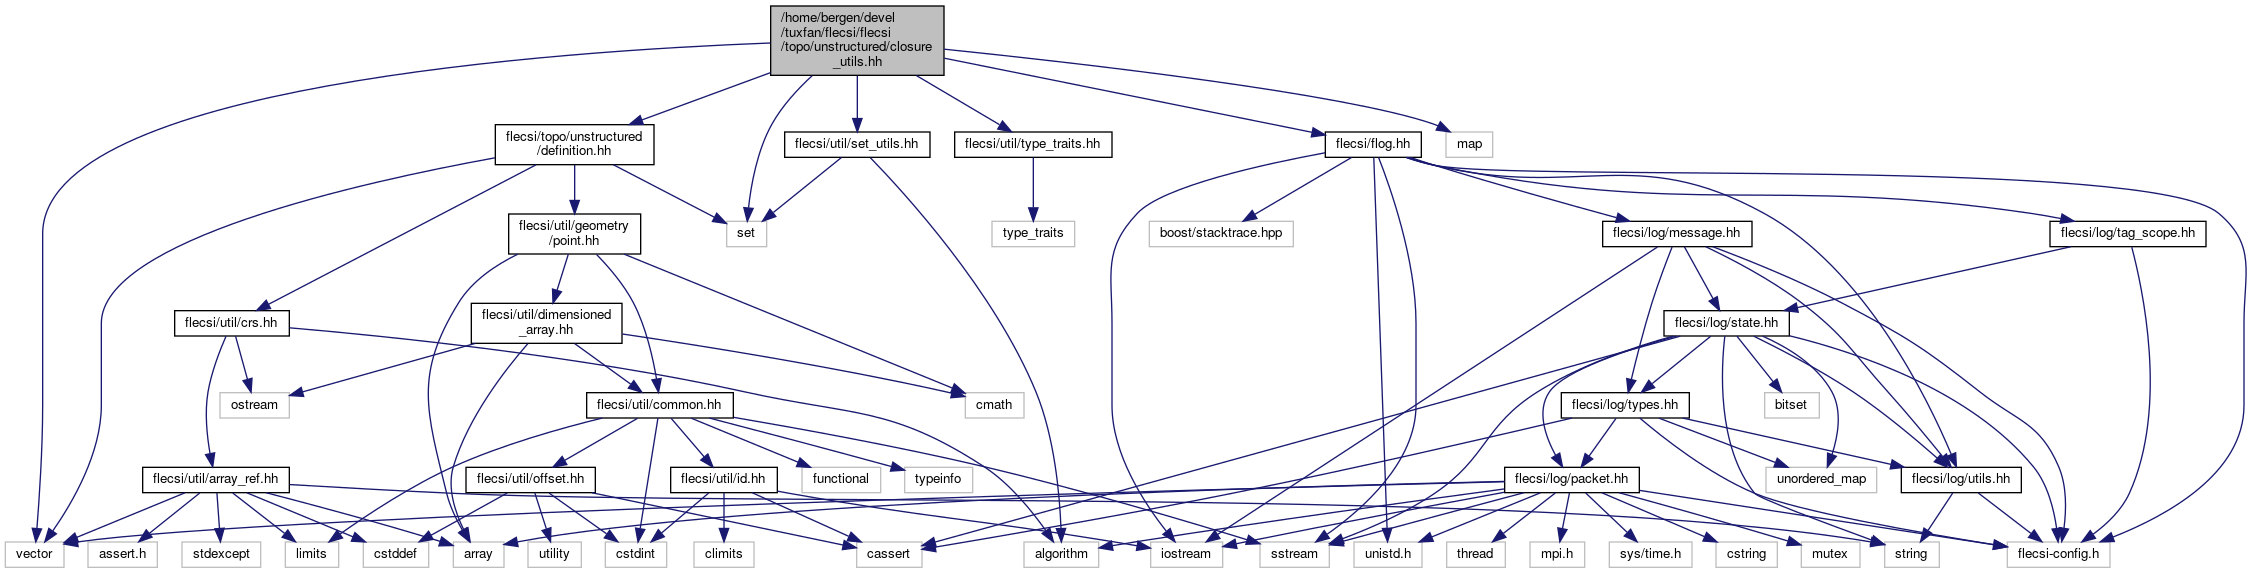 /home/bergen/devel
/tuxfan/flecsi/flecsi
/topo/unstructured/closure
_utils.hh
flecsi/topo/unstructured
/definition.hh
flecsi/util/set_utils.hh
flecsi/util/type_traits.hh
flecsi/flog.hh
map
flecsi/util/geometry
/point.hh
set
type_traits
boost/stacktrace.hpp
flecsi/log/message.hh
flecsi/log/tag_scope.hh
flecsi/util/crs.hh
flecsi/util/dimensioned
_array.hh
flecsi/log/state.hh
ostream
flecsi/util/common.hh
cmath
flecsi/log/types.hh
bitset
flecsi/util/array_ref.hh
flecsi/util/offset.hh
flecsi/util/id.hh
functional
typeinfo
flecsi/log/packet.hh
unordered_map
flecsi/log/utils.hh
vector
assert.h
stdexcept
limits
cstddef
array
utility
cstdint
climits
cassert
algorithm
iostream
sstream
unistd.h
thread
mpi.h
sys/time.h
cstring
mutex
string
flecsi-config.h